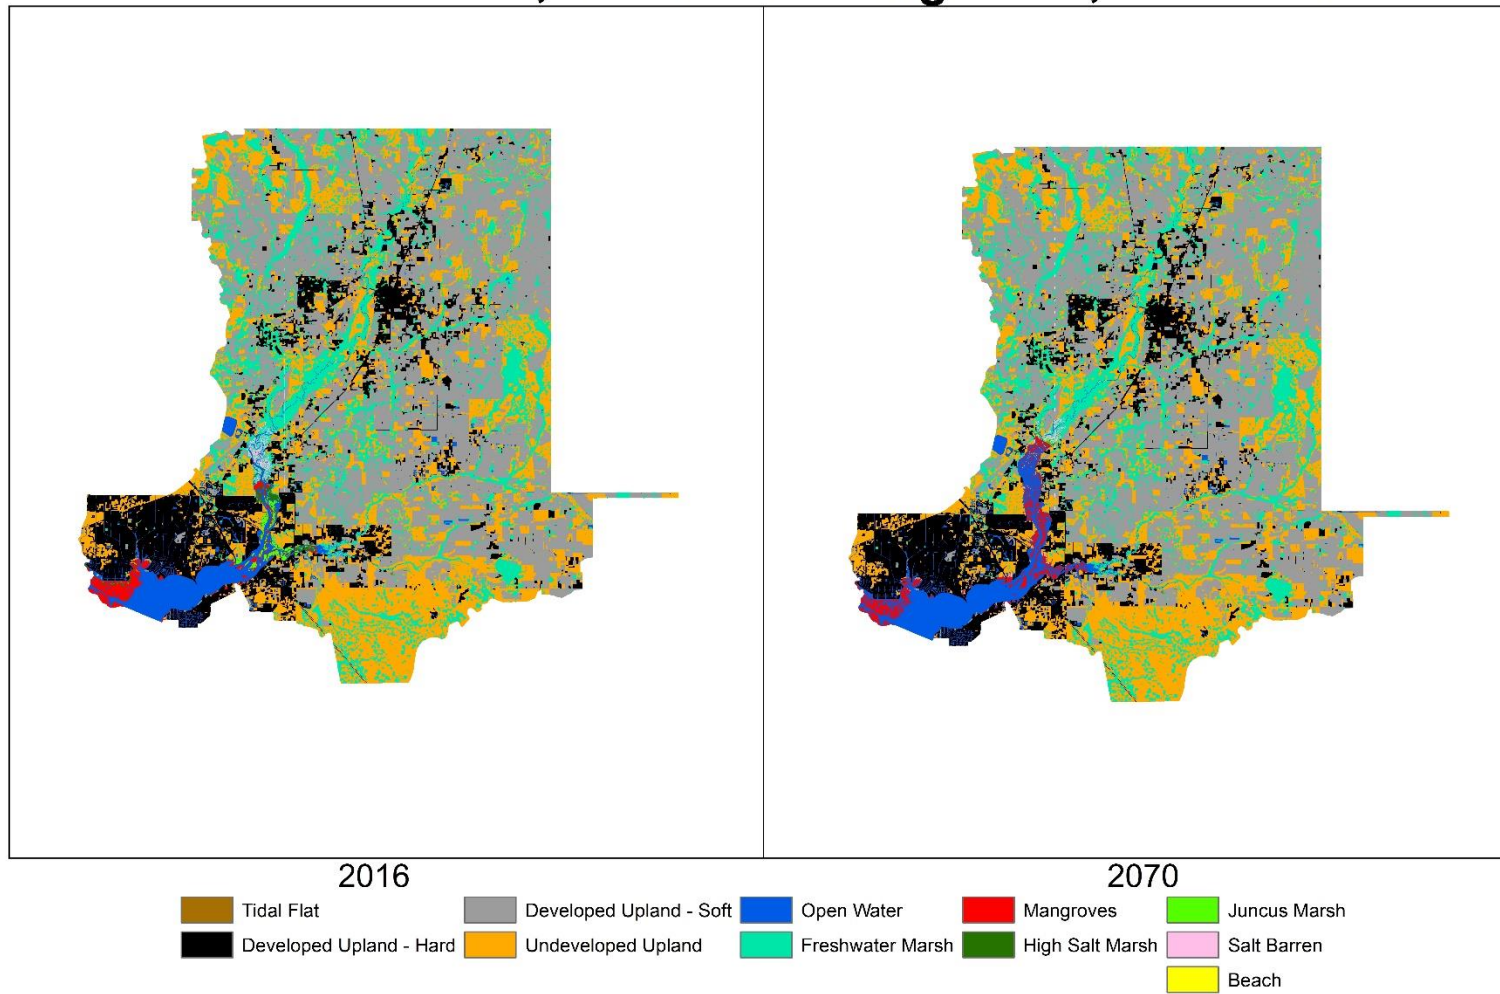 2016
2070
Tidal Flat
Developed Upland - Soft
Open Water
Mangroves
Juncus Marsh
Developed Upland - Hard
Undeveloped Upland
Freshwater Marsh
High Salt Marsh
Salt Barren
Beach